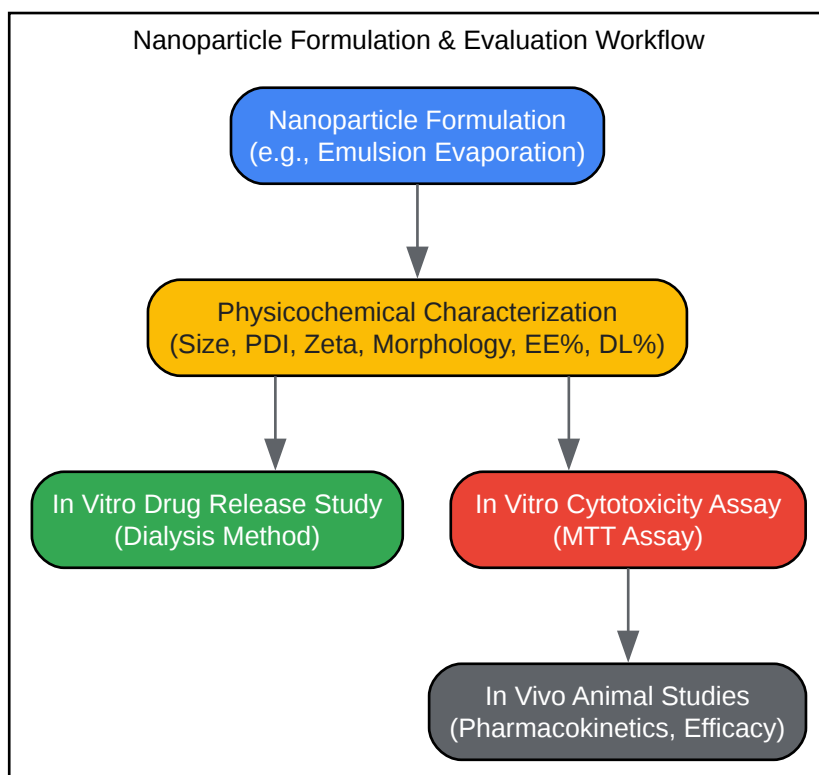 Nanoparticle Formulation & Evaluation Workflow
Nanoparticle Formulation
(e.g., Emulsion Evaporation)
Physicochemical Characterization
(Size, PDI, Zeta, Morphology, EE%, DL%)
In Vitro Drug Release Study
(Dialysis Method)
In Vitro Cytotoxicity Assay
(MTT Assay)
In Vivo Animal Studies
(Pharmacokinetics, Efficacy)